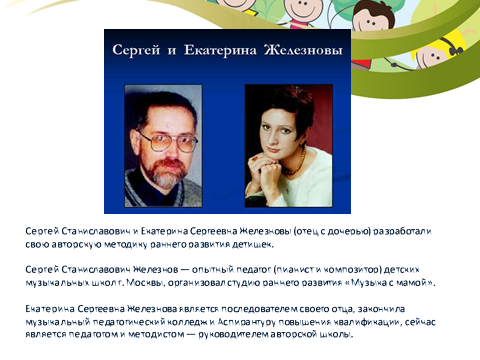 Сергей и Екатерина Железновы
Сергей Станиславович и Екатерина Сергеевна Железновы (отец с дочерью) разработали
свою авторскую методику раннего развития детишек.
Сергей Станиславович Железнов — опытный педагог (пианист и композитор) детских
музыкальных школ г. Москвы, организовал студию раннего развития «Музыка с мамой».
Екатерина Сергеевна Железнова является последователем своего отца, закончила
музыкальный педагогический колледж и Аспирантуру повышения квалификации, сейчас
является педагогом и методистом — руководителем авторской школы.